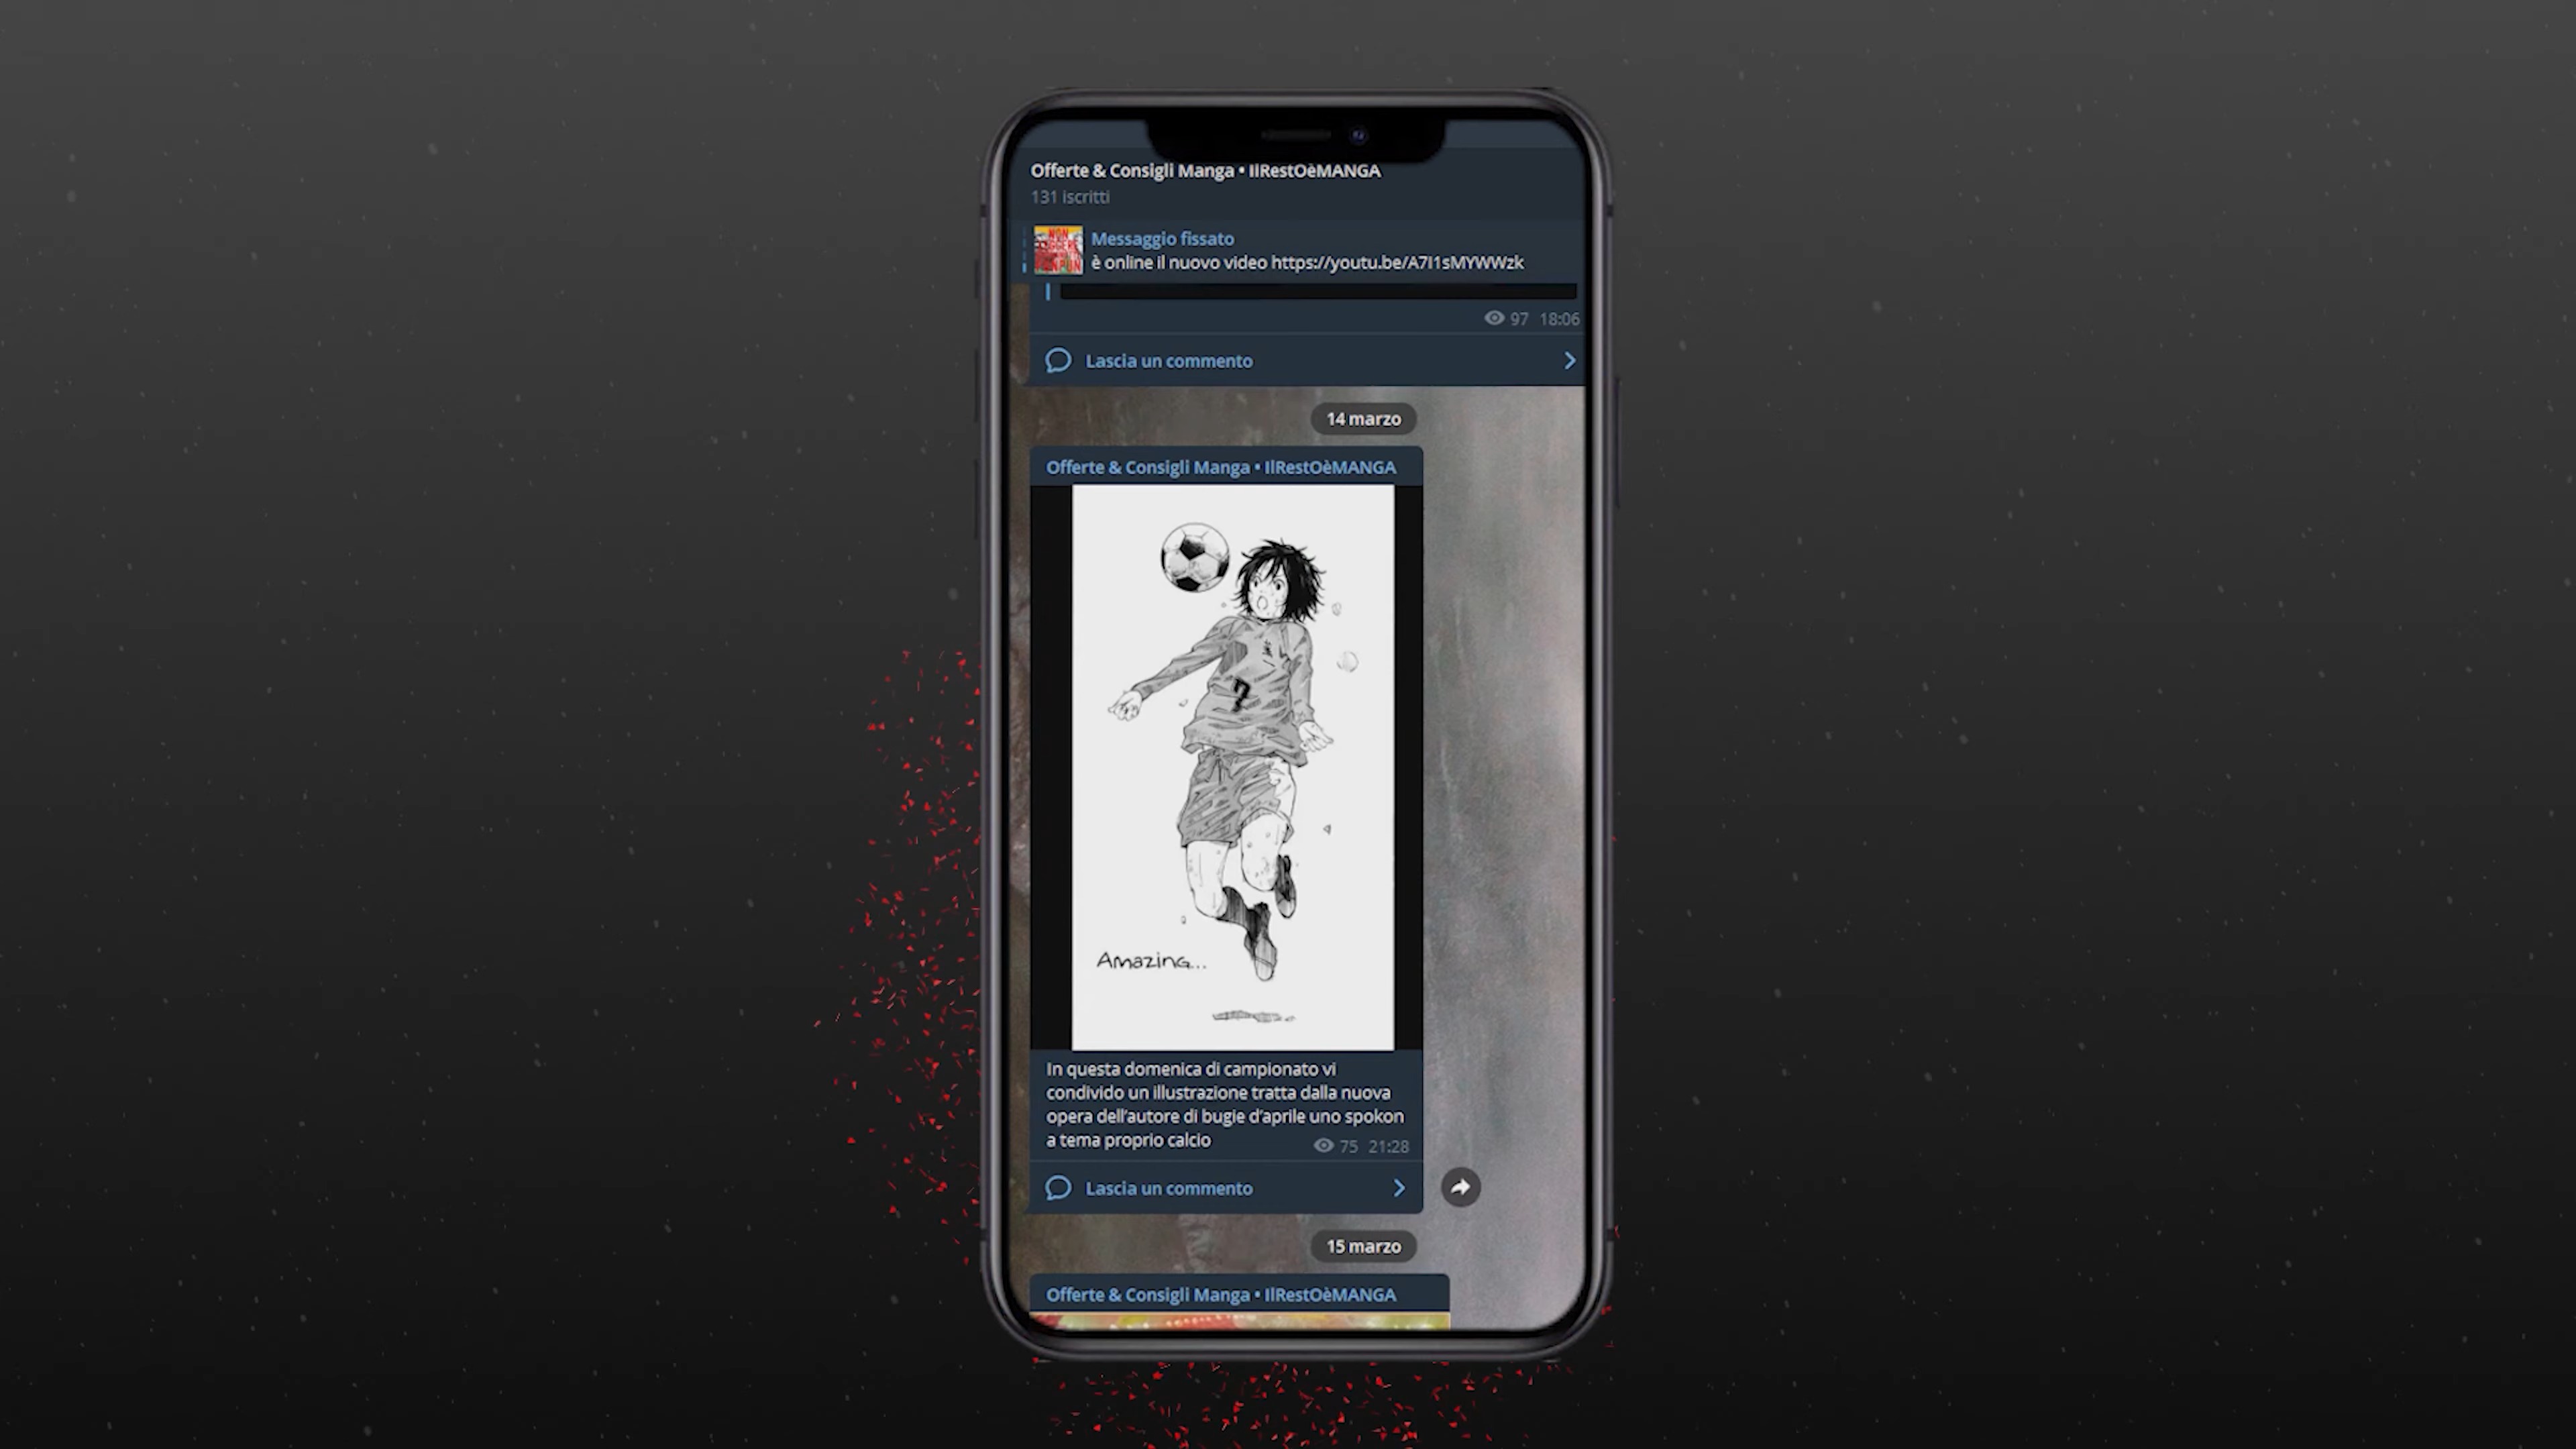 Offerte & Consigli Manga • IlRestOèMANGA
131 iscritti
Messaggio fissato
è online il nuovo video https://youtu.be/A7I1sMYWWzk
97 18:06
Lascia un commento
14 marzo
Offerte & Consigli Manga • IlRestOèMANGA
7
Amazing...
In questa domenica di campionato vi
condivido un illustrazione tratta dalla nuova
opera dell'autore di bugie d'aprile uno spokon
a tema proprio calcio
75 21:28
Lascia un commento
15 marzo
Offerte & Consigli Manga • IlRestOèMANGA